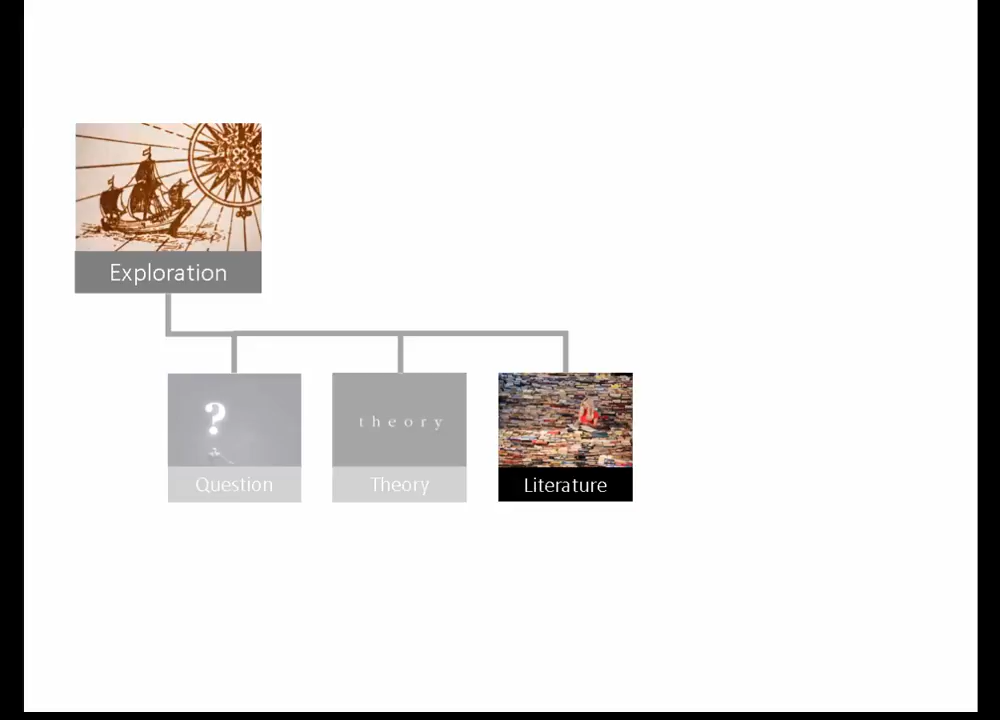 Exploration
?
theory
Question
Theory
Literature